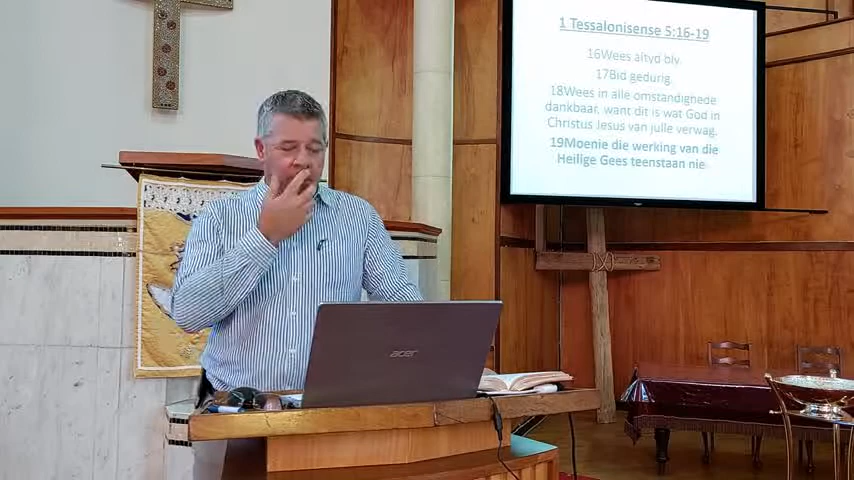 1 Tessalonisense 5:16-19
16Wees altyd bly.
17Bid gedurig.
18Wees in alle omstandighede
dankbaar, want dit is wat God in
Christus Jesus van julle verwag.
19Moenie die werking van die
Heilige Gees teenstaan nie
acer